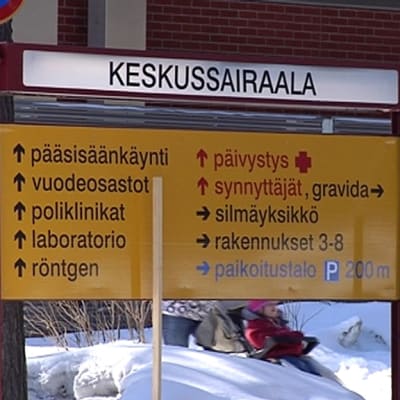 KESKUSSAIRAALA
↑ pääsisäänkäynti
↑ vuodeosastot
↑ poliklinikat
↑ laboratorio
↑ röntgen
↑ päivystys
↑ synnyttäjät, gravida →
→ silmäyksikkö
→ rakennukset 3-8
→ paikoitustalo P 200 m